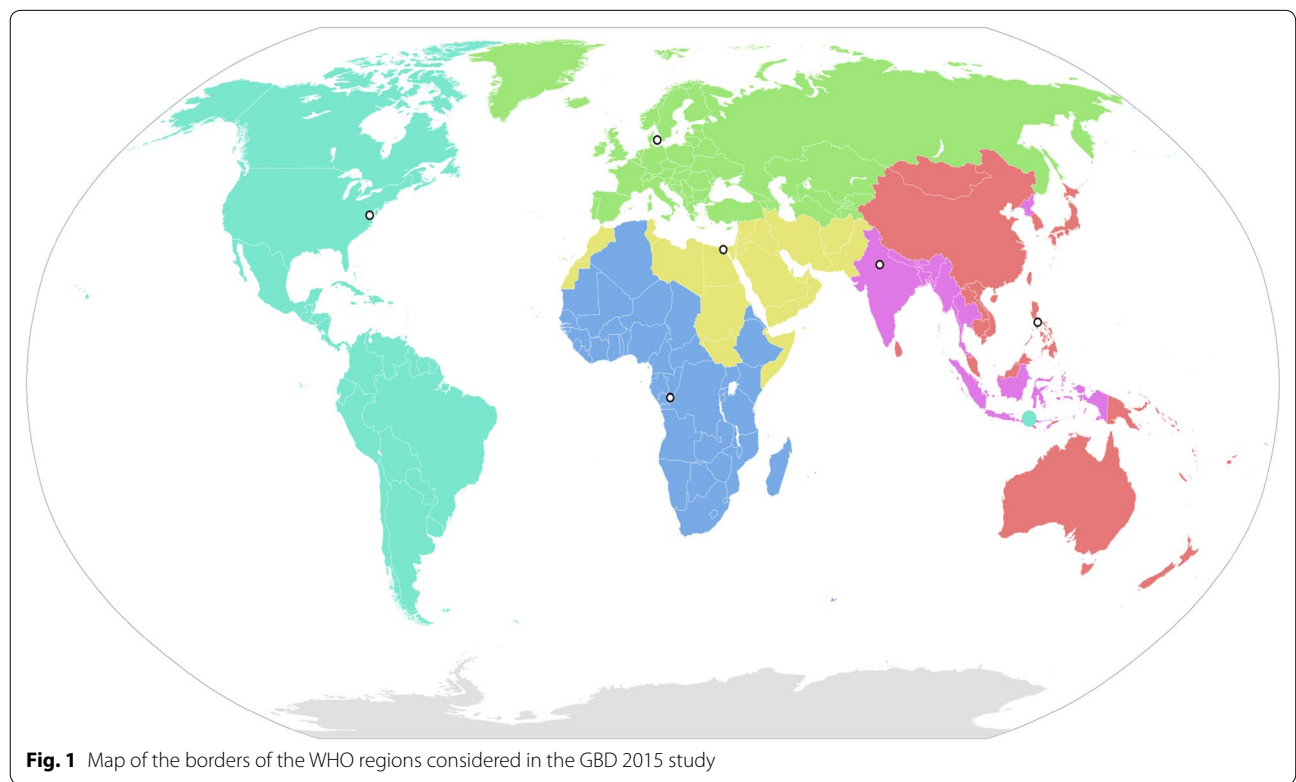 Fig. 1 Map of the borders of the WHO regions considered in the GBD 2015 study